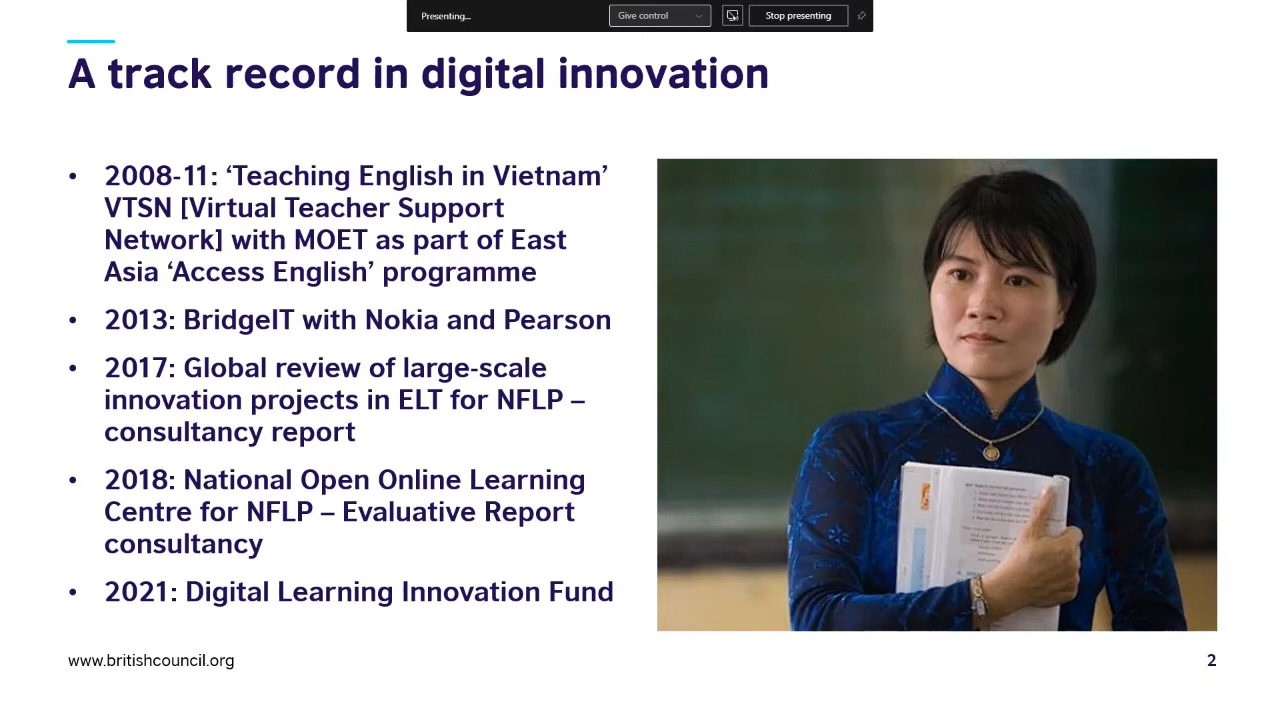 Presenting...
Give control
Stop presenting
A track record in digital innovation
• 2008-11: ‘Teaching English in Vietnam’
VTSN [Virtual Teacher Support
Network] with MOET as part of East
Asia ‘Access English’ programme
• 2013: BridgeIT with Nokia and Pearson
• 2017: Global review of large-scale
innovation projects in ELT for NFLP –
consultancy report
• 2018: National Open Online Learning
Centre for NFLP – Evaluative Report
consultancy
• 2021: Digital Learning Innovation Fund
www.britishcouncil.org
2